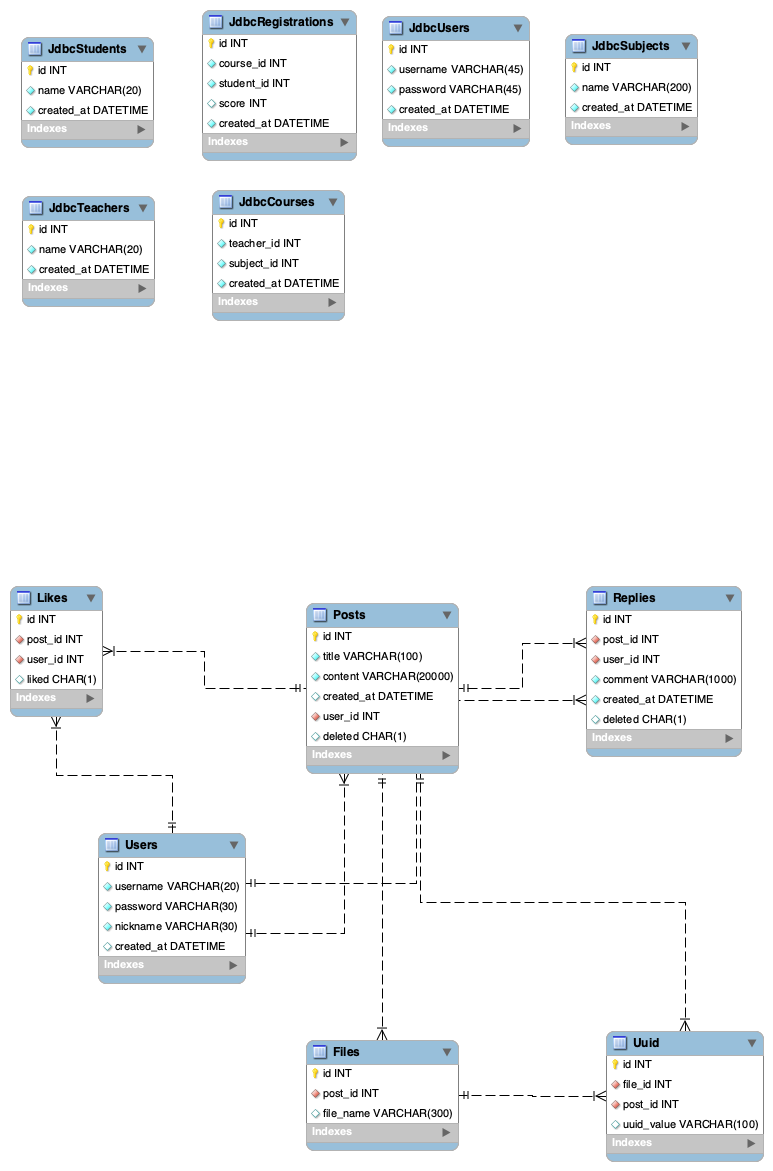 JdbcStudents
id INT
name VARCHAR(20)
created_at DATETIME
Indexes
JdbcRegistrations
id INT
course_id INT
student_id INT
score INT
created_at DATETIME
Indexes
JdbcUsers
id INT
username VARCHAR(45)
password VARCHAR(45)
created_at DATETIME
Indexes
JdbcSubjects
id INT
name VARCHAR(200)
created_at DATETIME
Indexes
JdbcTeachers
id INT
name VARCHAR(20)
created_at DATETIME
Indexes
JdbcCourses
id INT
teacher_id INT
subject_id INT
created_at DATETIME
Indexes
Likes
id INT
post_id INT
user_id INT
liked CHAR(1)
Indexes
Posts
id INT
title VARCHAR(100)
content VARCHAR(20000)
created_at DATETIME
user_id INT
deleted CHAR(1)
Indexes
Replies
id INT
post_id INT
user_id INT
comment VARCHAR(1000)
created_at DATETIME
deleted CHAR(1)
Indexes
Users
id INT
username VARCHAR(20)
password VARCHAR(30)
nickname VARCHAR(30)
created_at DATETIME
Indexes
Files
id INT
post_id INT
file_name VARCHAR(300)
Indexes
Uuid
id INT
file_id INT
post_id INT
uuid_value VARCHAR(100)
Indexes